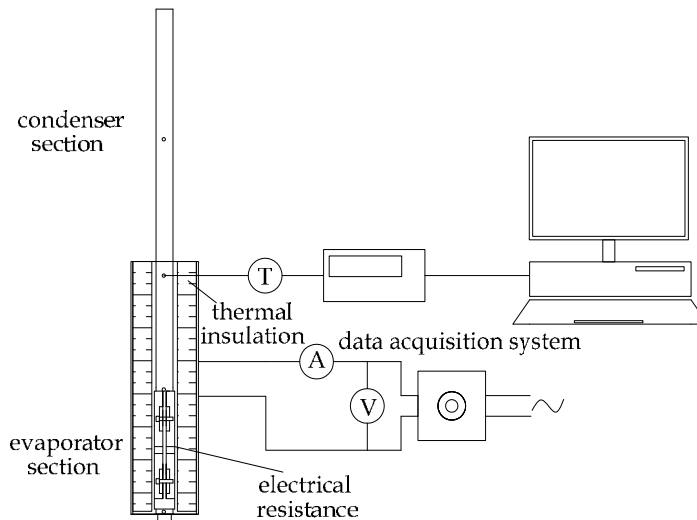 condenser
section
T
thermal
insulation
data acquisition system
A
V
evaporator
section
electrical
resistance